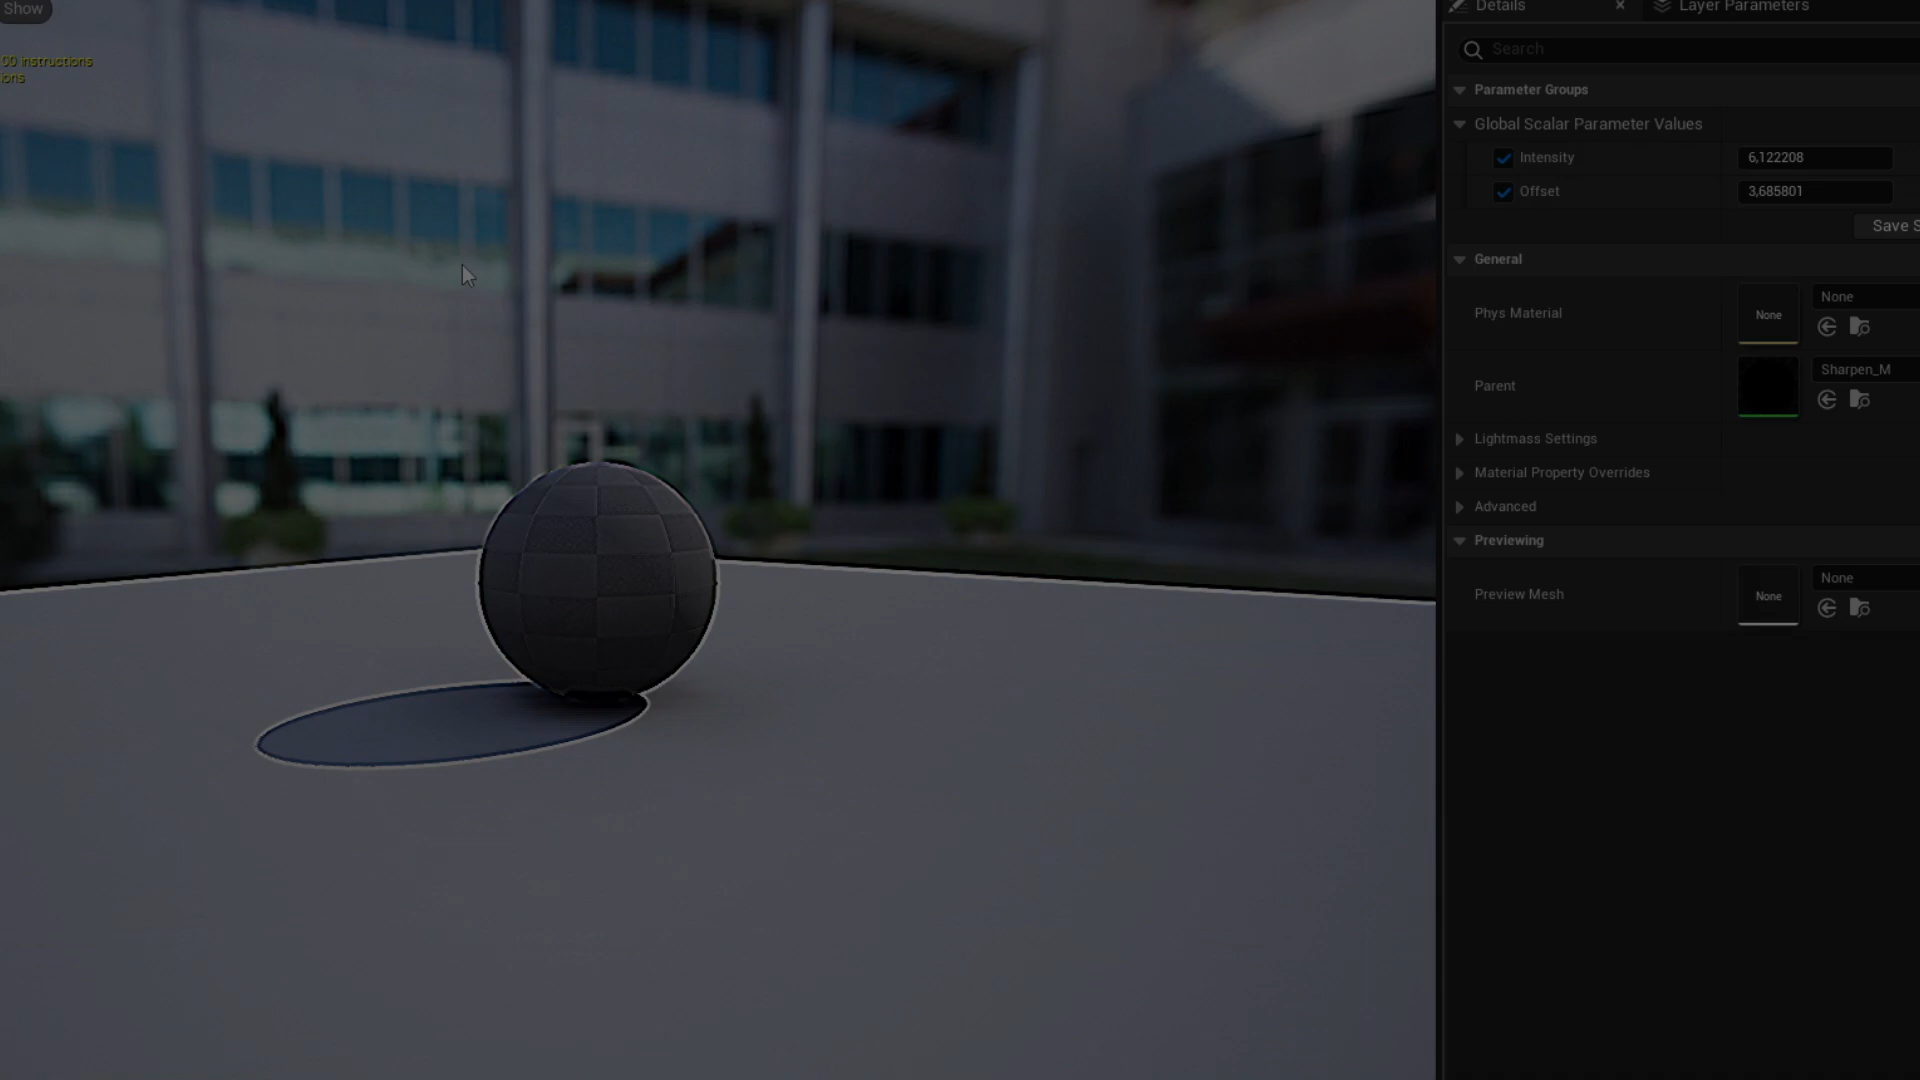 Show
00 instructions
ions
Details
Layer Parameters
Search
Parameter Groups
Global Scalar Parameter Values
Intensity 6,122208
Offset 3,685801
Save S
General
Phys Material None None
Parent Sharpen_M
Lightmass Settings
Material Property Overrides
Advanced
Previewing
Preview Mesh None None